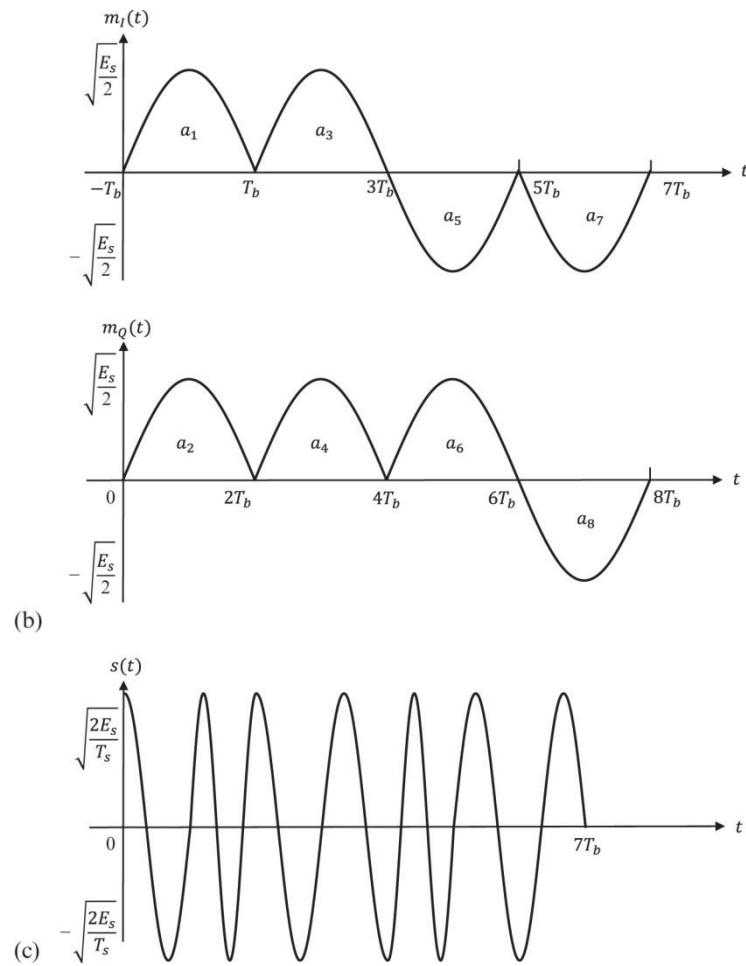 m_I(t)
√(E_s/2)
a_1 a_3
−T_b T_b 3T_b 5T_b 7T_b t
a_5 a_7
−√(E_s/2)
m_Q(t)
√(E_s/2)
a_2 a_4 a_6
0 2T_b 4T_b 6T_b 8T_b t
a_8
−√(E_s/2)
(b)
s(t)
√(2E_s/T_s)
0 7T_b t
−√(2E_s/T_s)
(c)